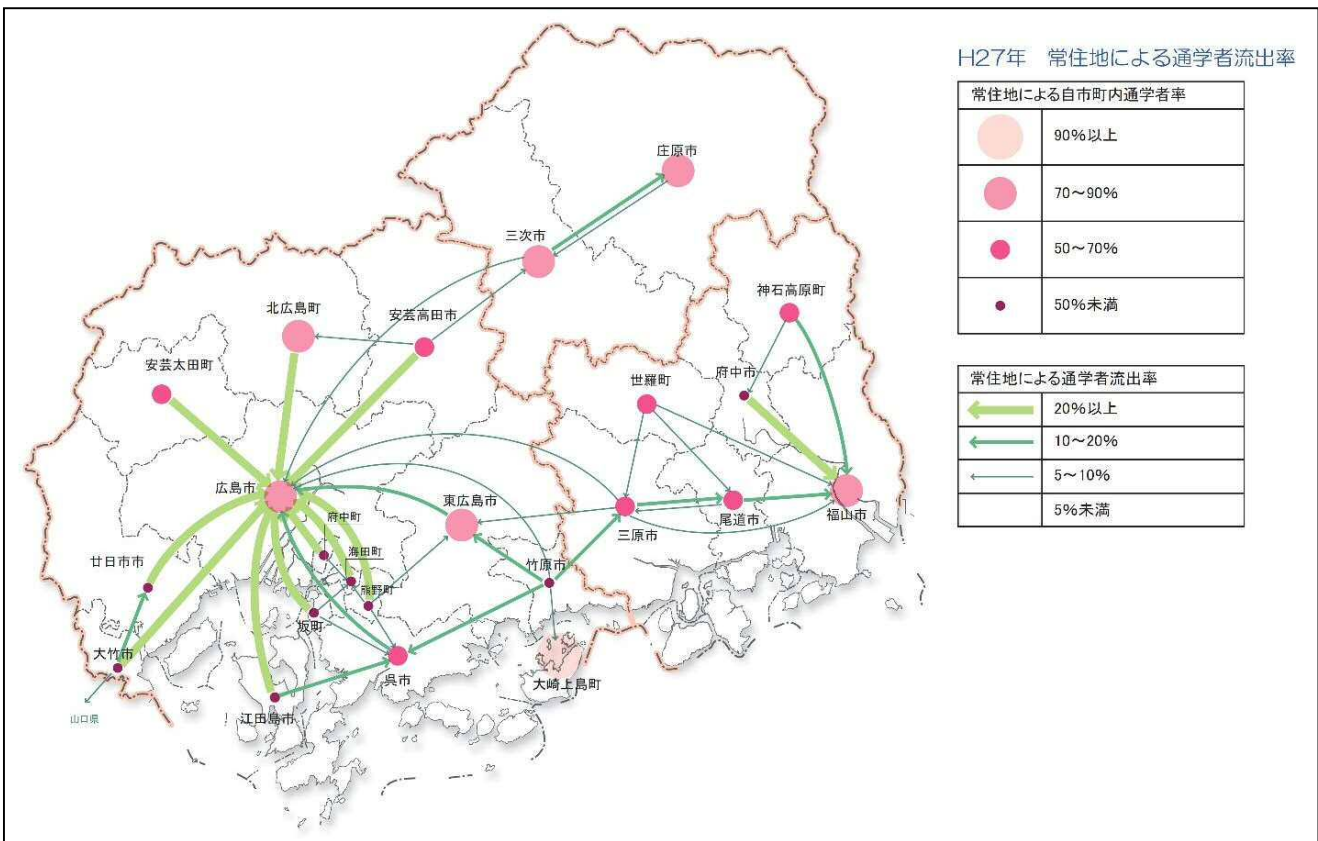 H27年 常住地による通学者流出率
常住地による自市町内通学者率
90%以上
70～90%
50～70%
50%未満
常住地による通学者流出率
20%以上
10～20%
5～10%
5%未満
庄原市
三次市
神石高原町
北広島町
安芸高田市
安芸太田町
世羅町
府中市
広島市
東広島市
府中町
三原市
尾道市
福山市
海田町
廿日市市
熊野町
竹原市
坂町
大竹市
呉市
大崎上島町
山口県
江田島市